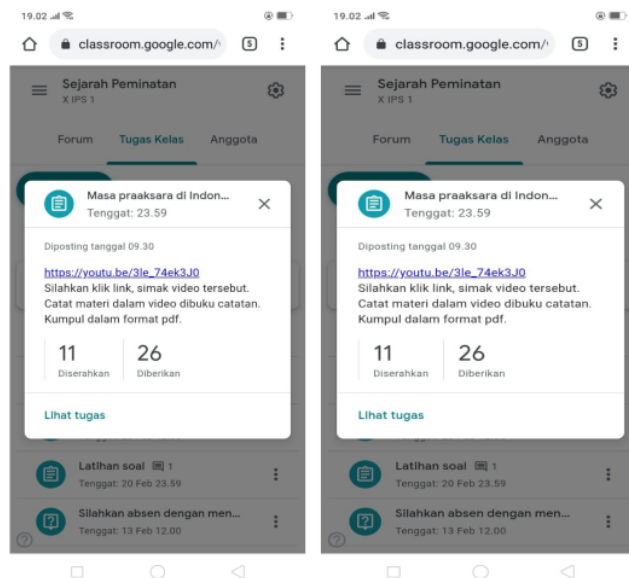 19.02
classroom.google.com/
5
Sejarah Peminatan
X IPS 1
Forum Tugas Kelas Anggota
Masa praaksara di Indon...
Tenggat: 23.59
Diposting tanggal 09.30
https://youtu.be/3le_74ek3J0
Silahkan klik link, simak video tersebut.
Catat materi dalam video dibuku catatan.
Kumpul dalam format pdf.
11 26
Diserahkan Diberikan
Lihat tugas
Latihan soal 1
Tenggat: 20 Feb 23.59
Silahkan absen dengan men...
Tenggat: 13 Feb 12.00
19.02
classroom.google.com/
5
Sejarah Peminatan
X IPS 1
Forum Tugas Kelas Anggota
Masa praaksara di Indon...
Tenggat: 23.59
Diposting tanggal 09.30
https://youtu.be/3le_74ek3J0
Silahkan klik link, simak video tersebut.
Catat materi dalam video dibuku catatan.
Kumpul dalam format pdf.
11 26
Diserahkan Diberikan
Lihat tugas
Latihan soal 1
Tenggat: 20 Feb 23.59
Silahkan absen dengan men...
Tenggat: 13 Feb 12.00